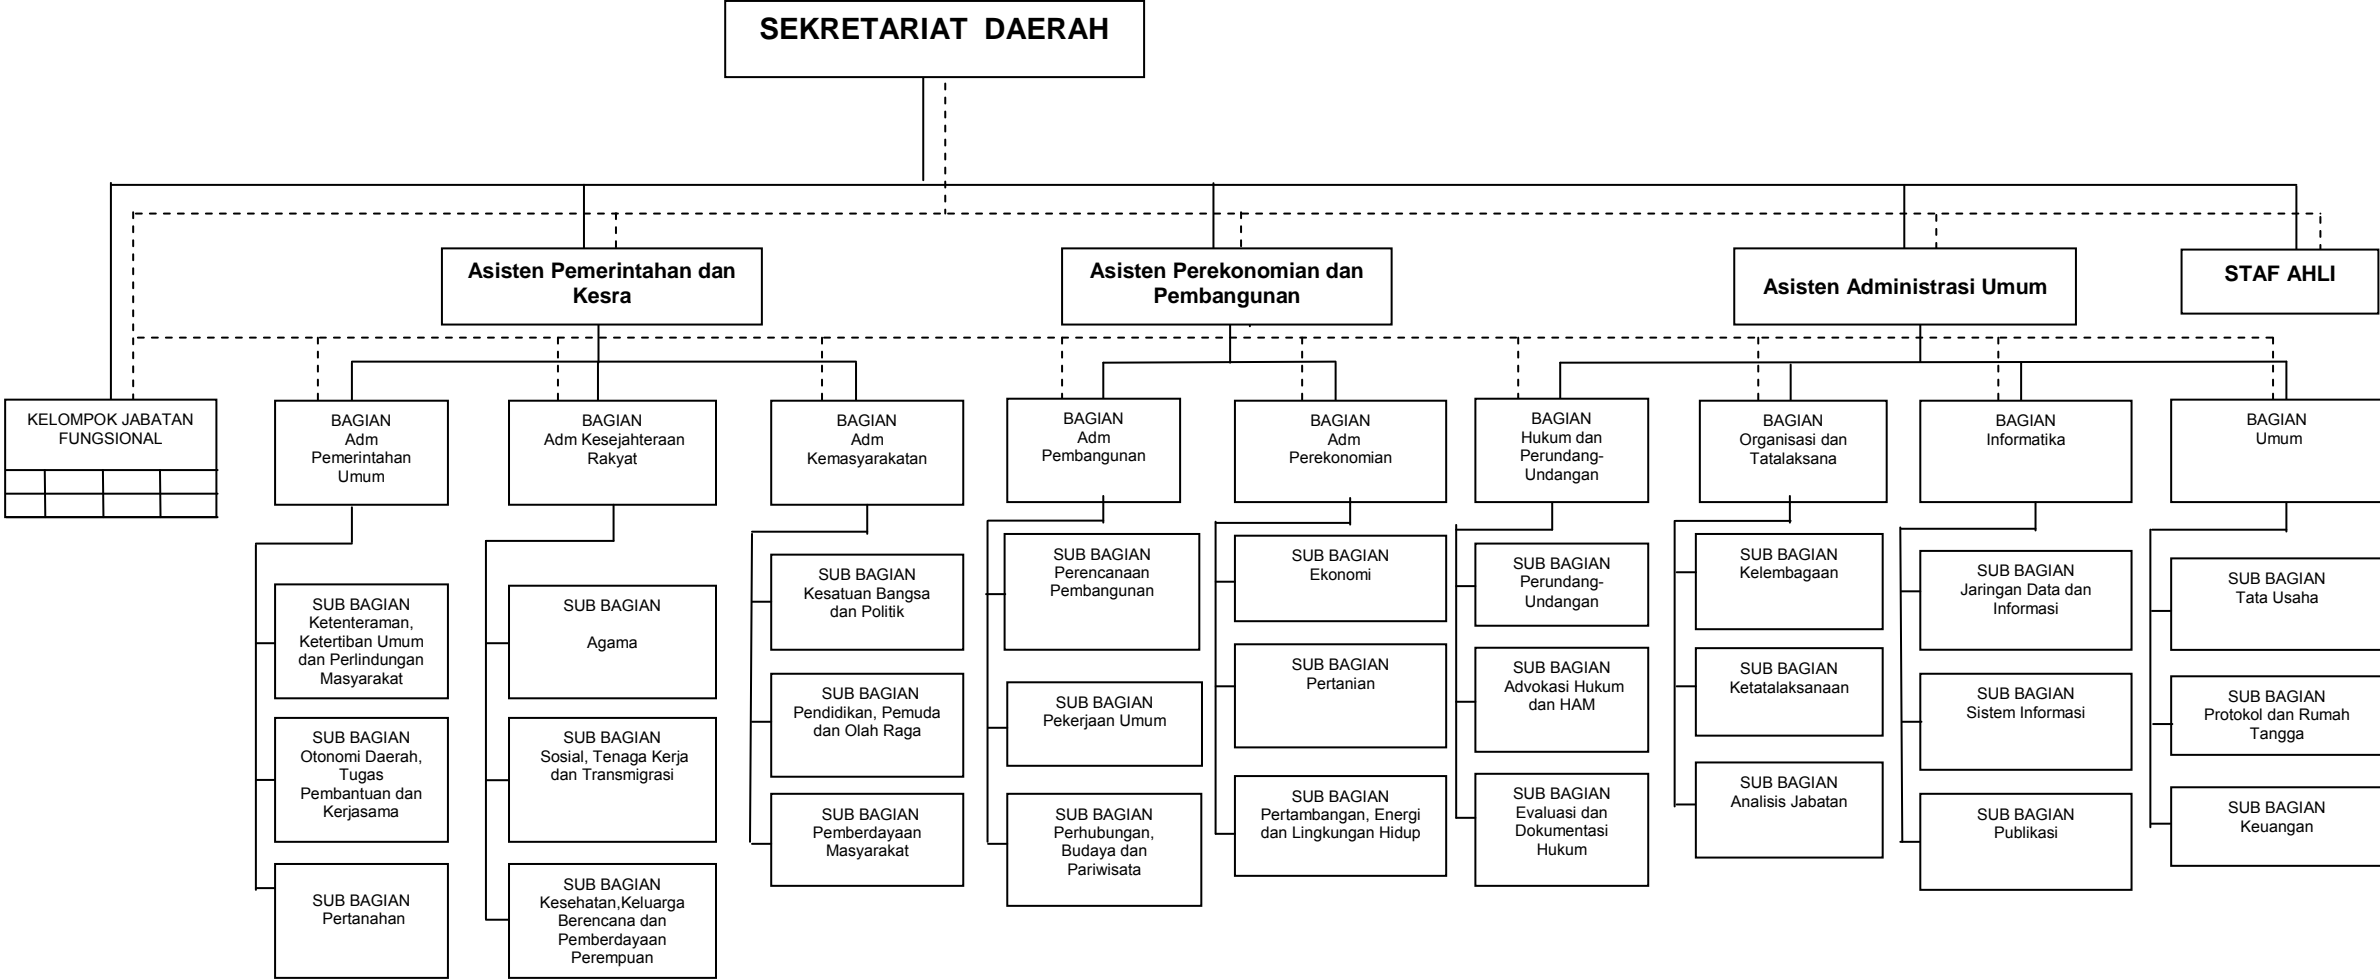 SEKRETARIAT DAERAH
Asisten Pemerintahan dan
Kesra
Asisten Perekonomian dan
Pembangunan
Asisten Administrasi Umum
STAF AHLI
KELOMPOK JABATAN
FUNGSIONAL
BAGIAN
Adm
Pemerintahan
Umum
BAGIAN
Adm Kesejahteraan
Rakyat
BAGIAN
Adm
Kemasyarakatan
BAGIAN
Adm
Pembangunan
BAGIAN
Adm
Perekonomian
BAGIAN
Hukum dan
Perundang-
Undangan
BAGIAN
Organisasi dan
Tatalaksana
BAGIAN
Informatika
BAGIAN
Umum
SUB BAGIAN
Ketenteraman,
Ketertiban Umum
dan Perlindungan
Masyarakat
SUB BAGIAN
Otonomi Daerah,
Tugas
Pembantuan dan
Kerjasama
SUB BAGIAN
Pertanahan
SUB BAGIAN
Agama
SUB BAGIAN
Sosial, Tenaga Kerja
dan Transmigrasi
SUB BAGIAN
Kesehatan,Keluarga
Berencana dan
Pemberdayaan
Perempuan
SUB BAGIAN
Kesatuan Bangsa
dan Politik
SUB BAGIAN
Pendidikan, Pemuda
dan Olah Raga
SUB BAGIAN
Pemberdayaan
Masyarakat
SUB BAGIAN
Perencanaan
Pembangunan
SUB BAGIAN
Pekerjaan Umum
SUB BAGIAN
Perhubungan,
Budaya dan
Pariwisata
SUB BAGIAN
Ekonomi
SUB BAGIAN
Pertanian
SUB BAGIAN
Pertambangan, Energi
dan Lingkungan Hidup
SUB BAGIAN
Perundang-
Undangan
SUB BAGIAN
Advokasi Hukum
dan HAM
SUB BAGIAN
Evaluasi dan
Dokumentasi
Hukum
SUB BAGIAN
Kelembagaan
SUB BAGIAN
Ketatalaksanaan
SUB BAGIAN
Analisis Jabatan
SUB BAGIAN
Jaringan Data dan
Informasi
SUB BAGIAN
Sistem Informasi
SUB BAGIAN
Publikasi
SUB BAGIAN
Tata Usaha
SUB BAGIAN
Protokol dan Rumah
Tangga
SUB BAGIAN
Keuangan